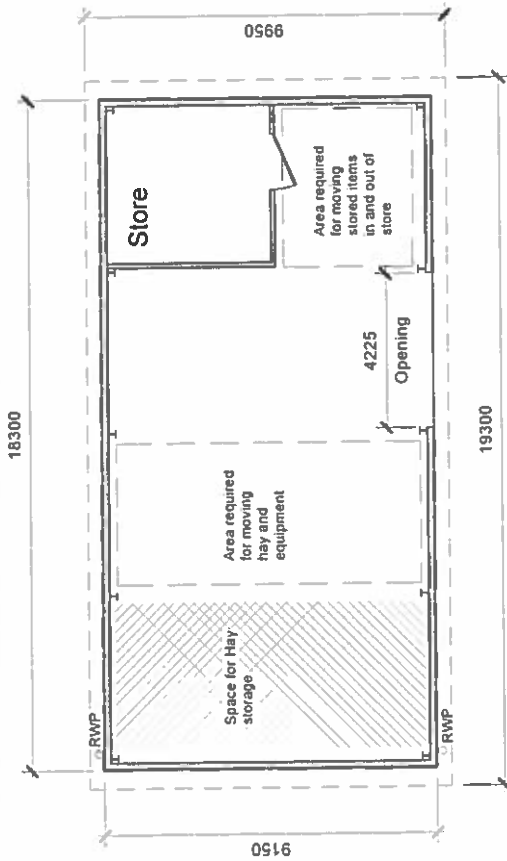 18300
9950
Store
Area required
for moving
stored items
in and out of
store
4225
Opening
Area required
for moving
hay and
equipment
Space for Hay
storage
RWP
RWP
9150
19300